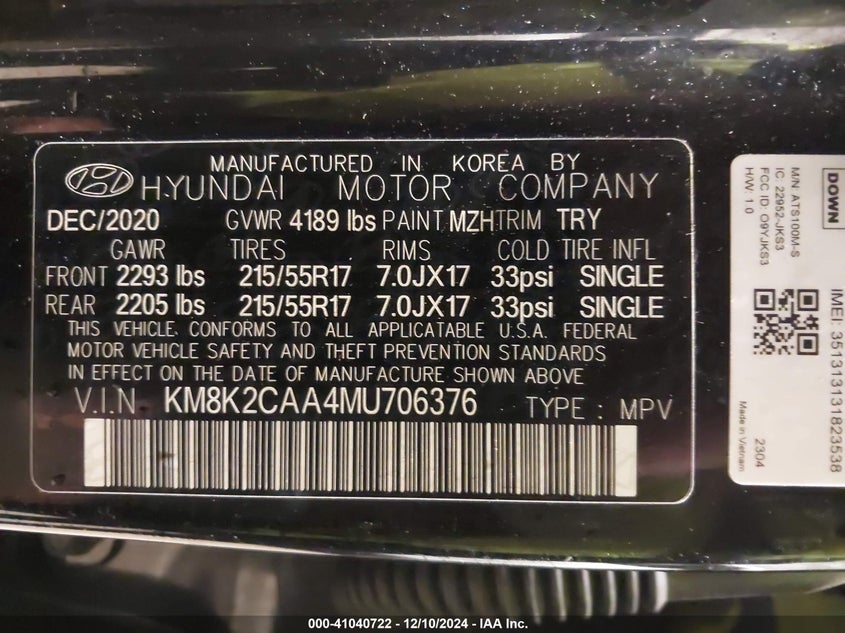 MANUFACTURED IN KOREA BY
HYUNDAI MOTOR COMPANY
DEC/2020 GVWR 4189 lbs PAINT MZH TRIM TRY
GAWR TIRES RIMS COLD TIRE INFL
FRONT 2293 lbs 215/55R17 7.0JX17 33psi SINGLE
REAR 2205 lbs 215/55R17 7.0JX17 33psi SINGLE
THIS VEHICLE CONFORMS TO ALL APPLICATABLE U.S.A. FEDERAL
MOTOR VEHICLE SAFETY AND THEFT PREVENTION STANDARDS
IN EFFECT ON THE DATE OF MANUFACTURE SHOWN ABOVE
V.I.N KM8K2CAA4MU706376 TYPE : MPV
DOWN
M/N: ATS100M-S
IC: 22952-JKS3
FCC ID: O9YJKS3
H/W: 1.0
IMEI: 351313131823538
Made in Vietnam
2304
000-41040722 - 12/10/2024 - IAA Inc.